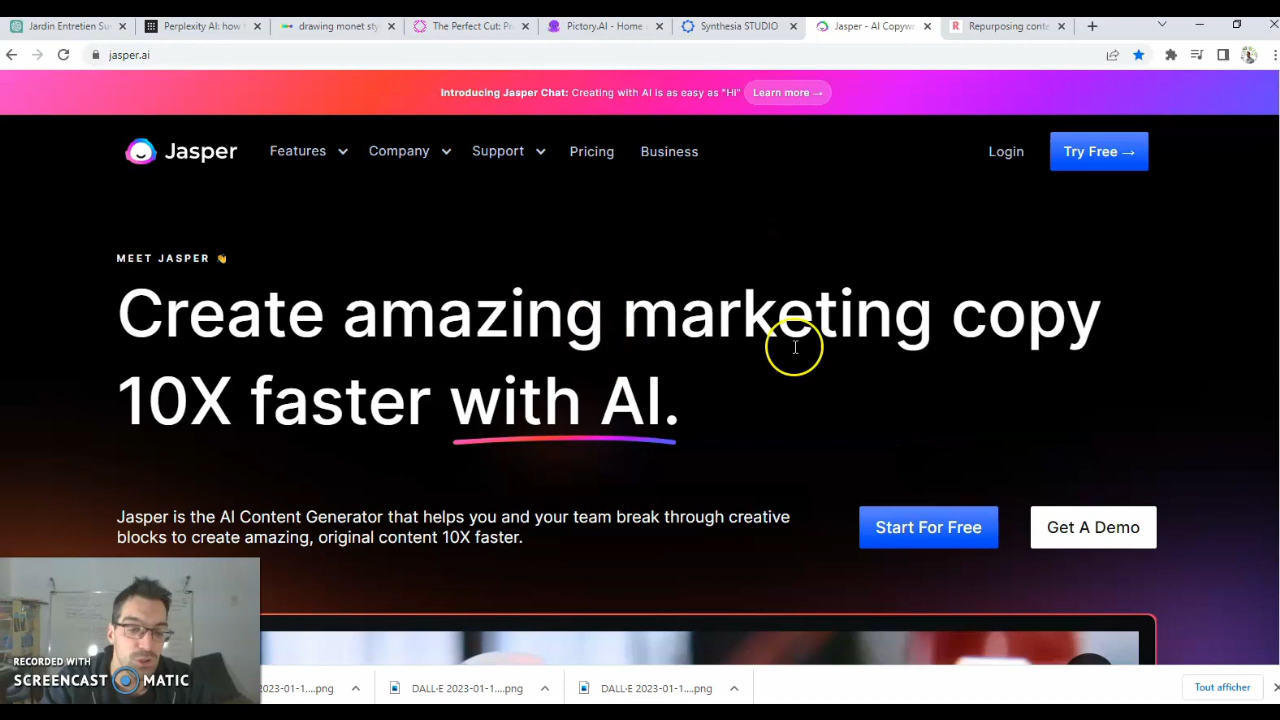 Jardin Entretien Su
Perplexity AI: how
drawing monet sty
The Perfect Cut: Pr
Pictory.AI - Home
Synthesia STUDIO
Jasper - AI Copyw
Repurposing conte
jasper.ai
Introducing Jasper Chat: Creating with AI is as easy as "Hi" Learn more →
Jasper
Features
Company
Support
Pricing
Business
Login
Try Free →
MEET JASPER 👋
Create amazing marketing copy
10X faster with AI.
Jasper is the AI Content Generator that helps you and your team break through creative
blocks to create amazing, original content 10X faster.
Start For Free
Get A Demo
RECORDED WITH
SCREENCAST MATIC
2023-01-1....png
DALL·E 2023-01-1....png
DALL·E 2023-01-1....png
Tout afficher